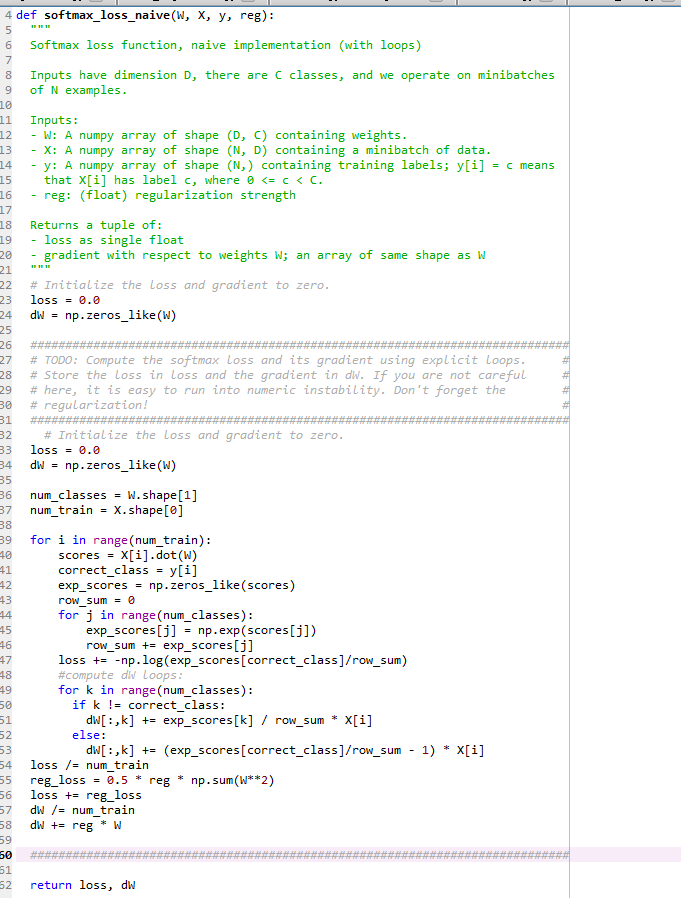 4 def softmax_loss_naive(W, X, y, reg):
5 """
6 Softmax loss function, naive implementation (with loops)
7
8 Inputs have dimension D, there are C classes, and we operate on minibatches
9 of N examples.
10
11 Inputs:
12 - W: A numpy array of shape (D, C) containing weights.
13 - X: A numpy array of shape (N, D) containing a minibatch of data.
14 - y: A numpy array of shape (N,) containing training labels; y[i] = c means
15 that X[i] has label c, where 0 <= c < C.
16 - reg: (float) regularization strength
17
18 Returns a tuple of:
19 - loss as single float
20 - gradient with respect to weights W; an array of same shape as W
21 """
22 # Initialize the loss and gradient to zero.
23 loss = 0.0
24 dW = np.zeros_like(W)
25
26 #############################################################################
27 # TODO: Compute the softmax loss and its gradient using explicit loops. #
28 # Store the loss in loss and the gradient in dW. If you are not careful #
29 # here, it is easy to run into numeric instability. Don't forget the #
30 # regularization! #
31 #############################################################################
32 # Initialize the loss and gradient to zero.
33 loss = 0.0
34 dW = np.zeros_like(W)
35
36 num_classes = W.shape[1]
37 num_train = X.shape[0]
38
39 for i in range(num_train):
40 scores = X[i].dot(W)
41 correct_class = y[i]
42 exp_scores = np.zeros_like(scores)
43 row_sum = 0
44 for j in range(num_classes):
45 exp_scores[j] = np.exp(scores[j])
46 row_sum += exp_scores[j]
47 loss += -np.log(exp_scores[correct_class]/row_sum)
48 #compute dW loops:
49 for k in range(num_classes):
50 if k != correct_class:
51 dW[:,k] += exp_scores[k] / row_sum * X[i]
52 else:
53 dW[:,k] += (exp_scores[correct_class]/row_sum - 1) * X[i]
54 loss /= num_train
55 reg_loss = 0.5 * reg * np.sum(W**2)
56 loss += reg_loss
57 dW /= num_train
58 dW += reg * W
59
60 #############################################################################
61
62 return loss, dW